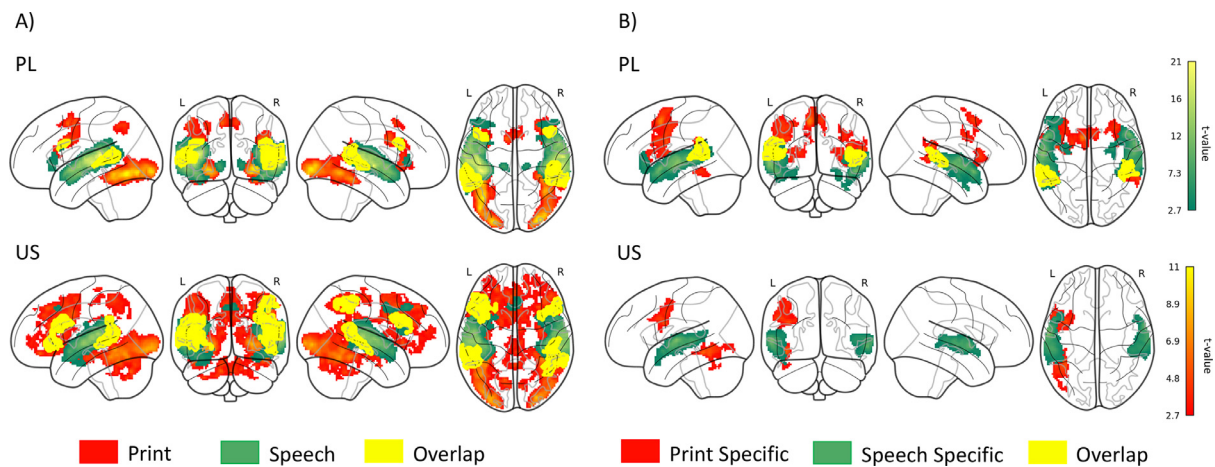 A)
B)
PL
PL
L
R
L
R
L
R
L
R
21
16
12
7.3
2.7
t-value
US
US
L
R
L
R
L
R
L
R
11
8.9
6.9
4.8
2.7
t-value
Print
Speech
Overlap
Print Specific
Speech Specific
Overlap